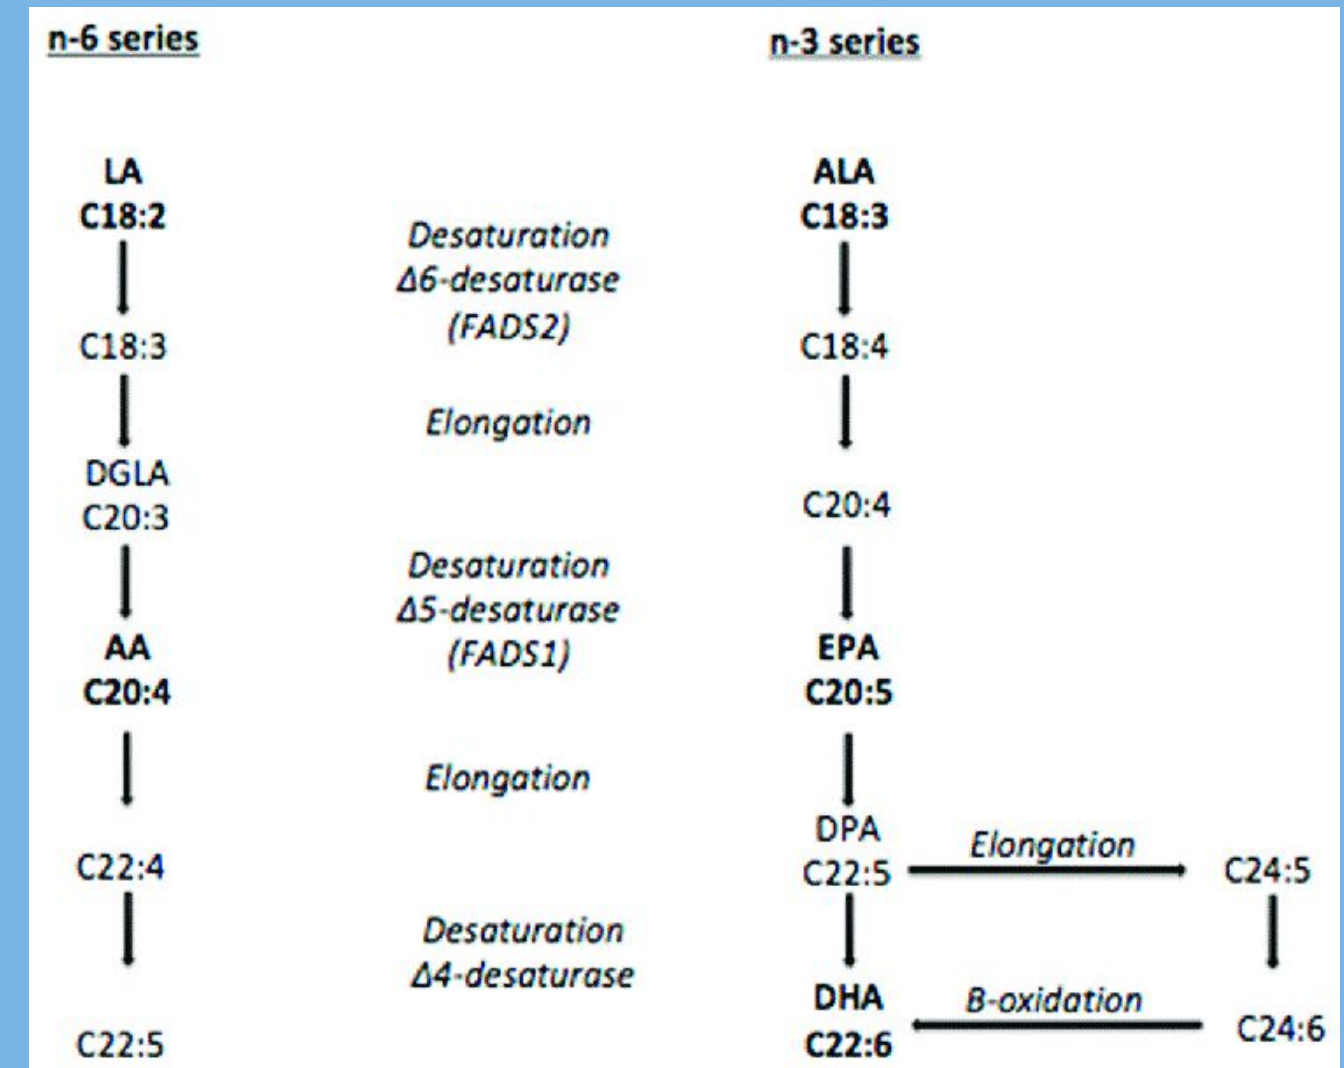 n-6 series
n-3 series
LA
C18:2
C18:3
DGLA
C20:3
AA
C20:4
C22:4
C22:5
Desaturation
Δ6-desaturase
(FADS2)
Elongation
Desaturation
Δ5-desaturase
(FADS1)
Elongation
Desaturation
Δ4-desaturase
ALA
C18:3
C18:4
C20:4
EPA
C20:5
DPA
C22:5
DHA
C22:6
Elongation
C24:5
B-oxidation
C24:6